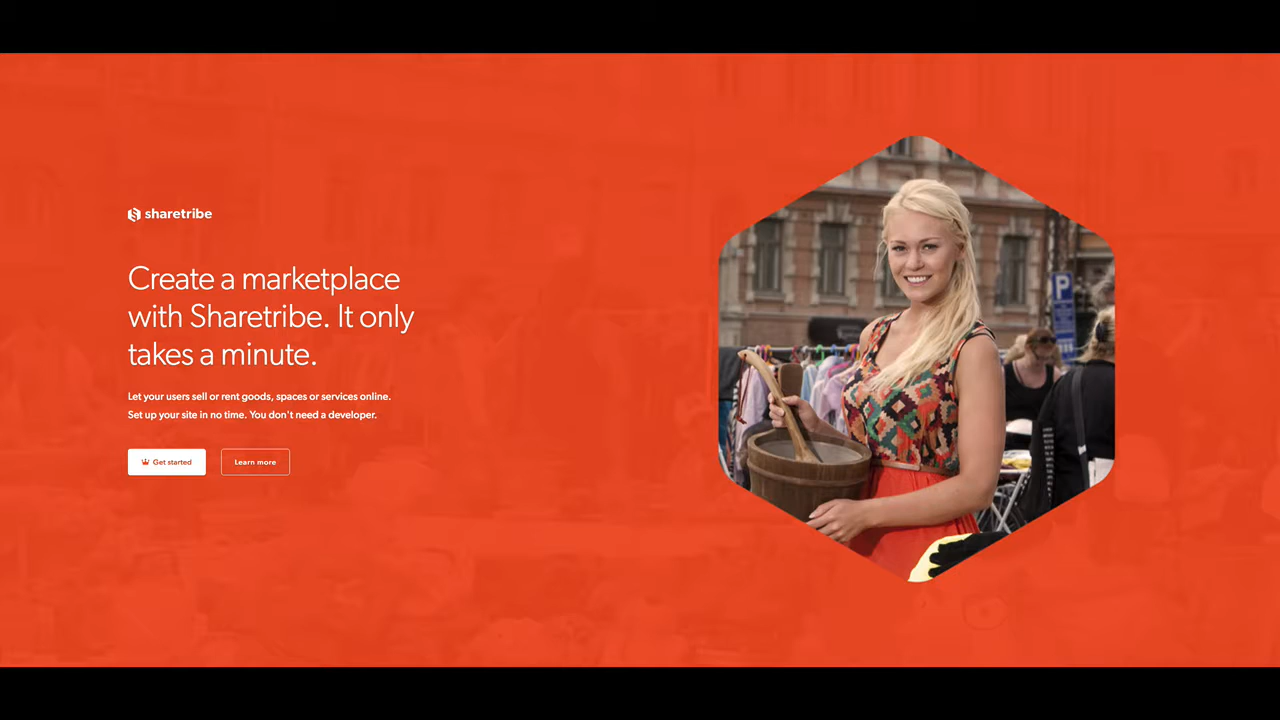 sharetribe
Create a marketplace
with Sharetribe. It only
takes a minute.
Let your users sell or rent goods, spaces or services online.
Set up your site in no time. You don't need a developer.
Get started
Learn more
P